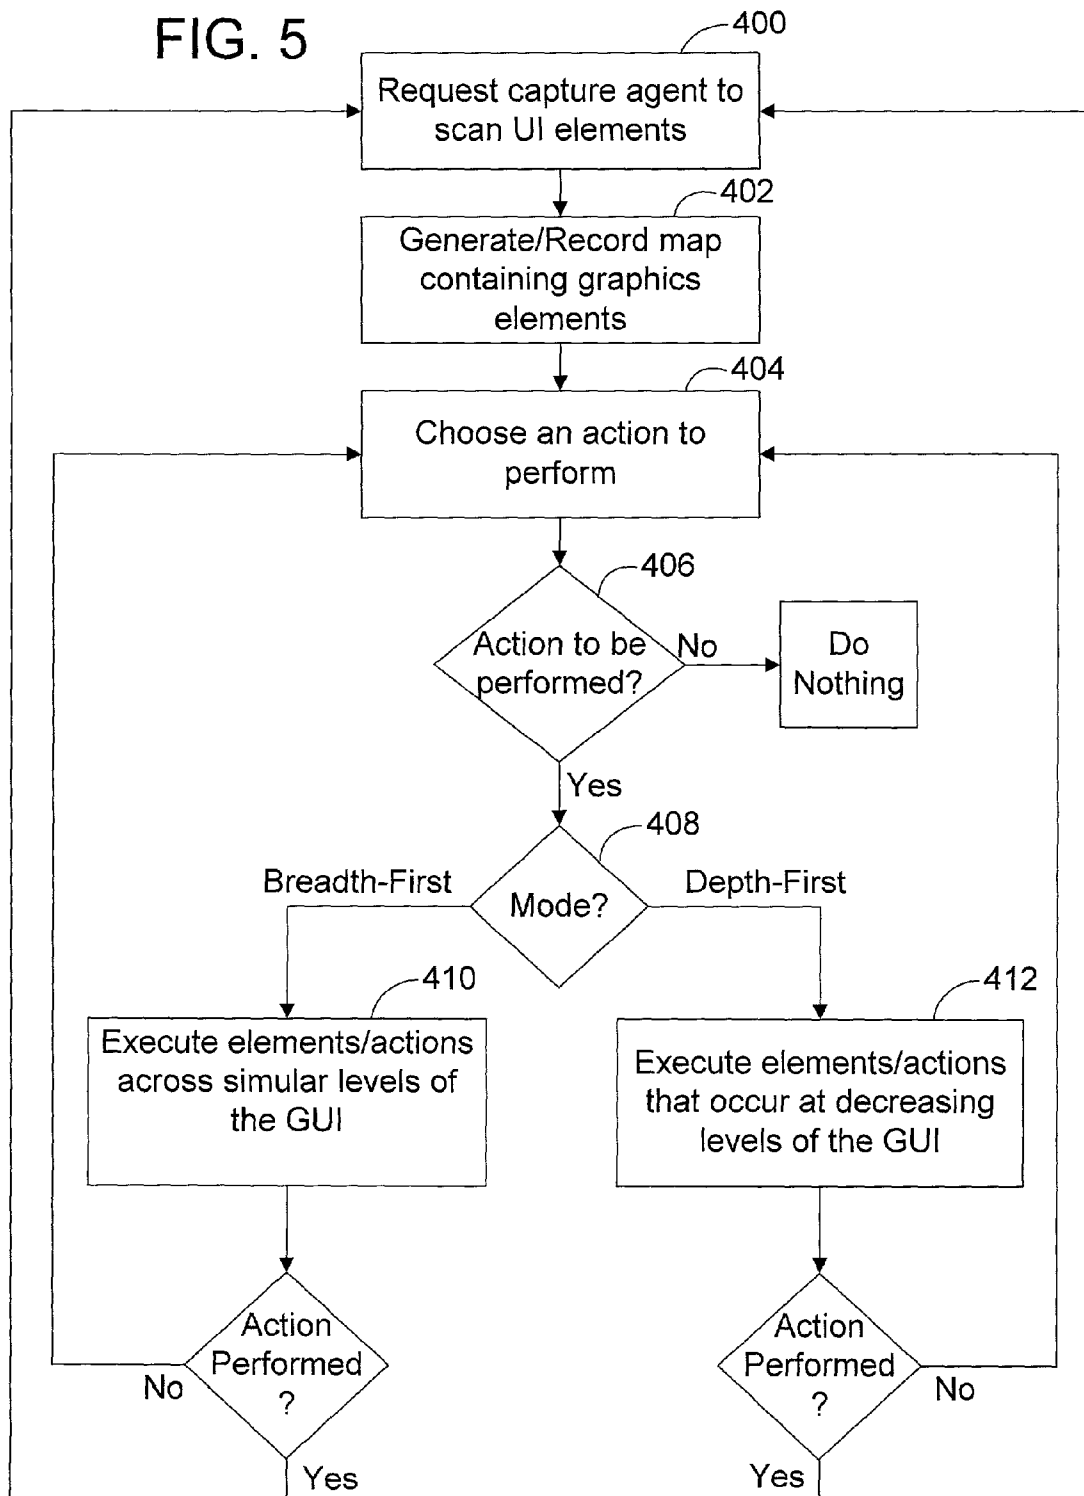 FIG. 5
400
Request capture agent to
scan UI elements
402
Generate/Record map
containing graphics
elements
404
Choose an action to
perform
406
Action to be
performed?
No
Do
Nothing
Yes
408
Breadth-First
Mode?
Depth-First
410
Execute elements/actions
across simular levels of
the GUI
412
Execute elements/actions
that occur at decreasing
levels of the GUI
Action
Performed
?
No
Yes
Action
Performed
?
No
Yes